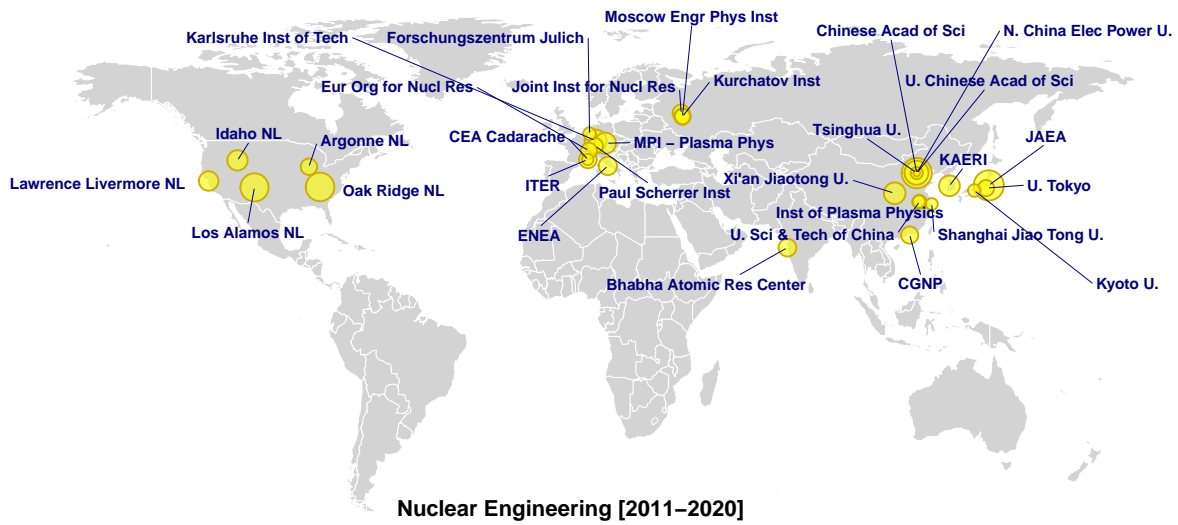 Moscow Engr Phys Inst
Chinese Acad of Sci
N. China Elec Power U.
Karlsruhe Inst of Tech
Forschungszentrum Julich
Eur Org for Nucl Res
Joint Inst for Nucl Res
Kurchatov Inst
U. Chinese Acad of Sci
Idaho NL
Argonne NL
CEA Cadarache
MPI – Plasma Phys
Tsinghua U.
JAEA
KAERI
Lawrence Livermore NL
Oak Ridge NL
ITER
Paul Scherrer Inst
Xi'an Jiaotong U.
U. Tokyo
Inst of Plasma Physics
Los Alamos NL
ENEA
U. Sci & Tech of China
Shanghai Jiao Tong U.
Bhabha Atomic Res Center
CGNP
Kyoto U.
Nuclear Engineering [2011–2020]